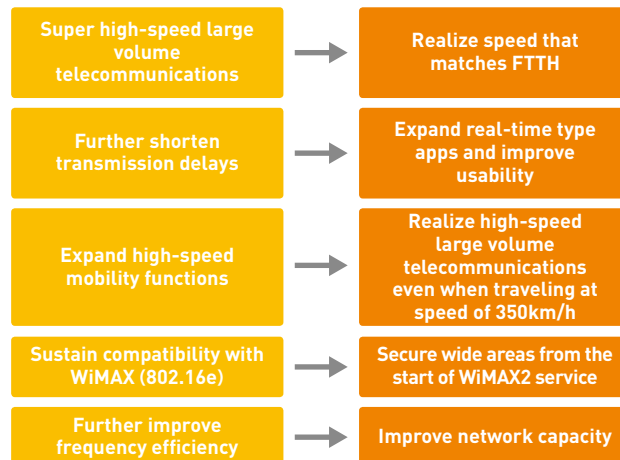 Super high-speed large
volume
telecommunications
Realize speed that
matches FTTH
Further shorten
transmission delays
Expand real-time type
apps and improve
usability
Expand high-speed
mobility functions
Realize high-speed
large volume
telecommunications
even when traveling at
speed of 350km/h
Sustain compatibility with
WiMAX (802.16e)
Secure wide areas from the
start of WiMAX2 service
Further improve
frequency efficiency
Improve network capacity